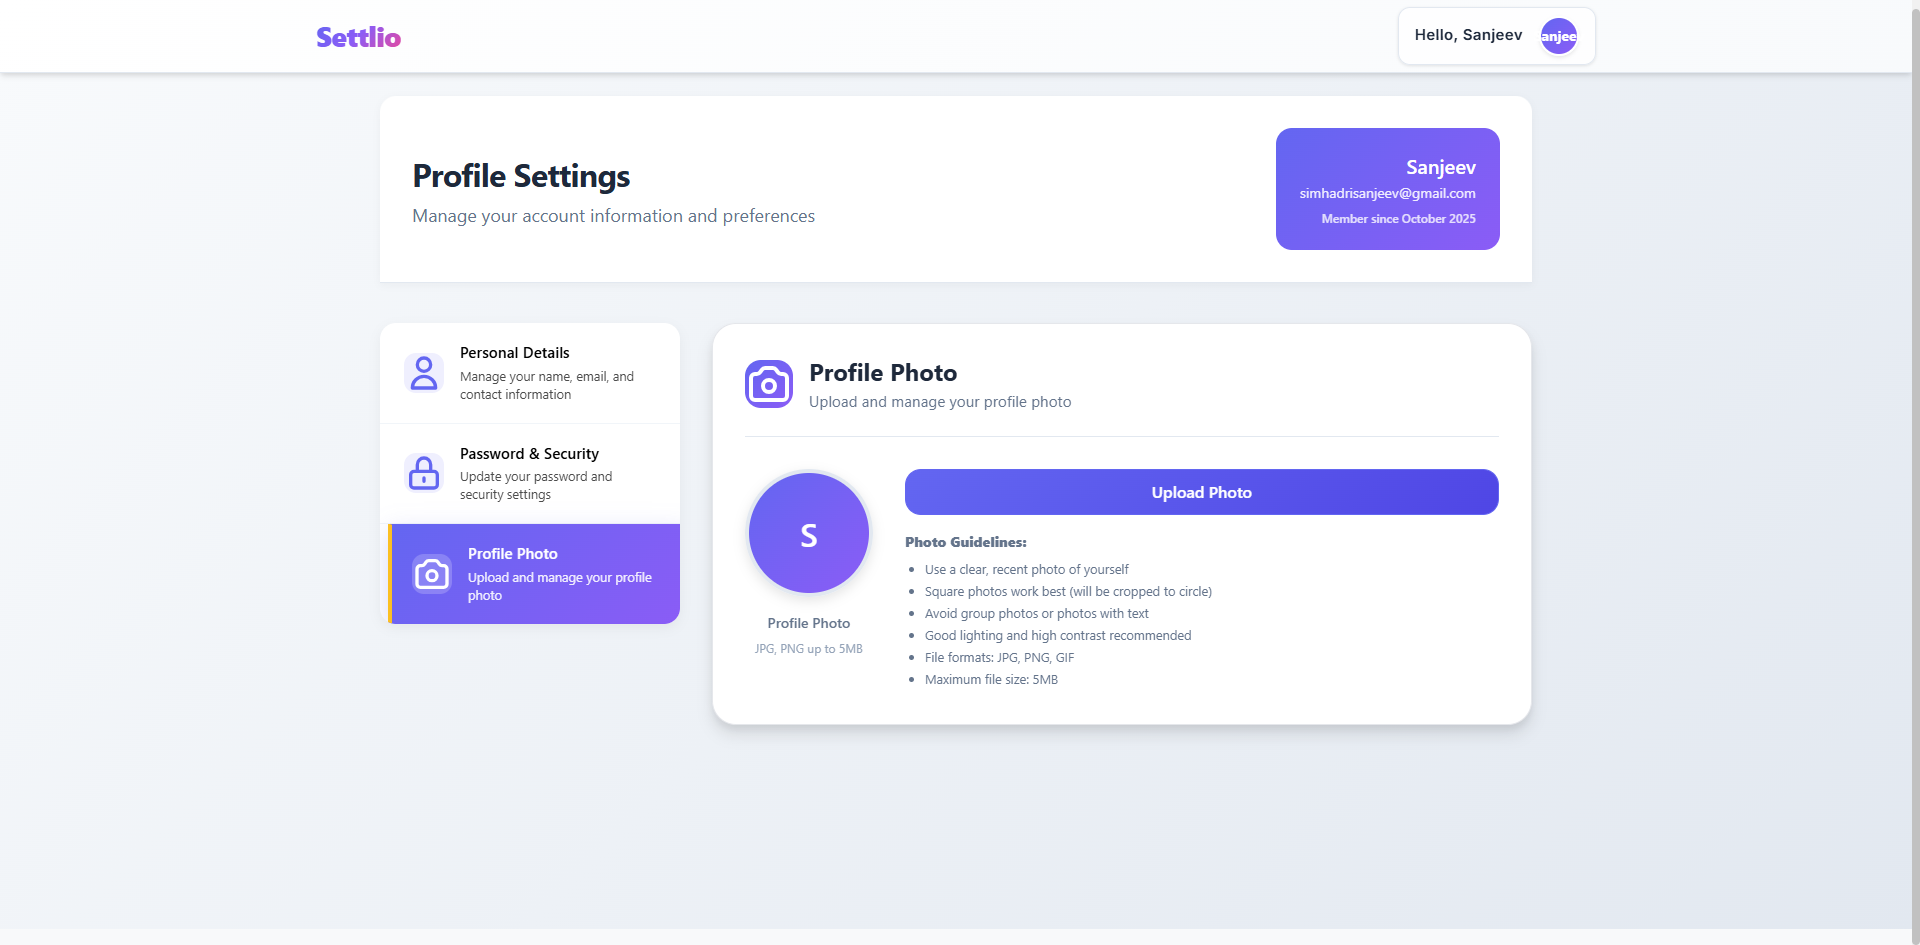 Settlio
Hello, Sanjeev
anjee
Profile Settings
Manage your account information and preferences
Sanjeev
simhadrisanjeev@gmail.com
Member since October 2025
Personal Details
Manage your name, email, and
contact information
Password & Security
Update your password and
security settings
Profile Photo
Upload and manage your profile
photo
Profile Photo
Upload and manage your profile photo
S
Profile Photo
JPG, PNG up to 5MB
Upload Photo
Photo Guidelines:
Use a clear, recent photo of yourself
Square photos work best (will be cropped to circle)
Avoid group photos or photos with text
Good lighting and high contrast recommended
File formats: JPG, PNG, GIF
Maximum file size: 5MB